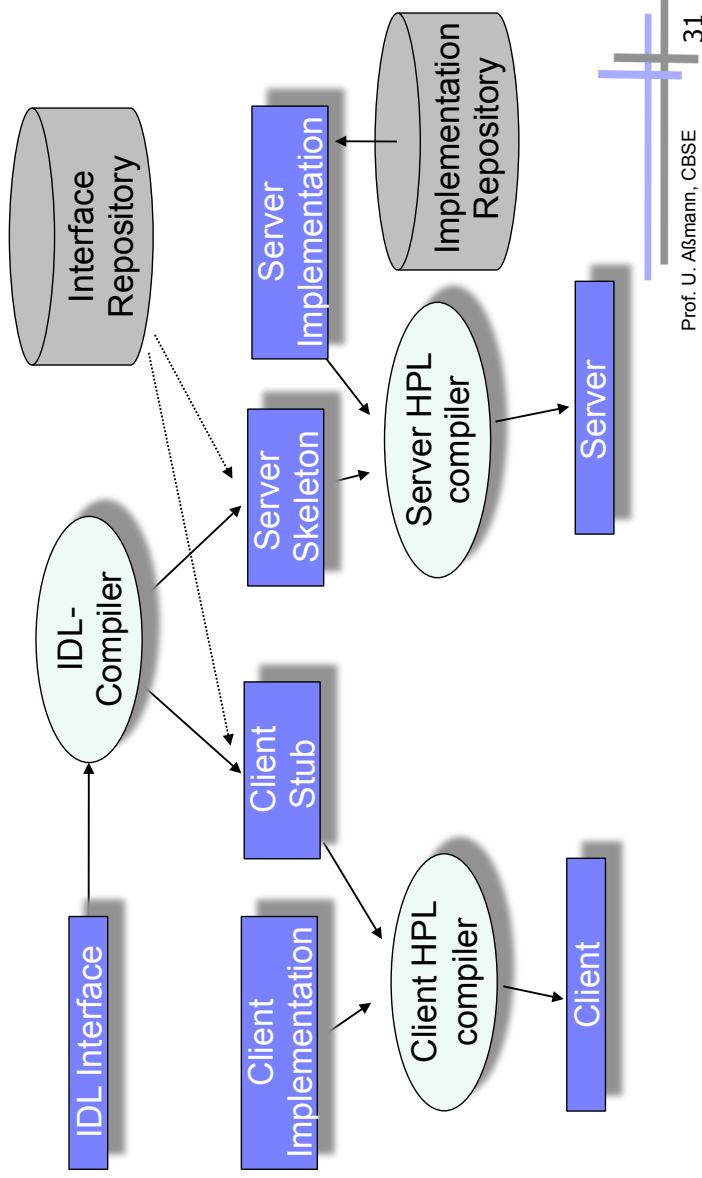 IDL Interface
IDL-
Compiler
Interface
Repository
Client
Implementation
Client
Stub
Server
Skeleton
Server
Implementation
Client HPL
compiler
Server HPL
compiler
Implementation
Repository
Client
Server
Prof. U. Aßmann, CBSE
31